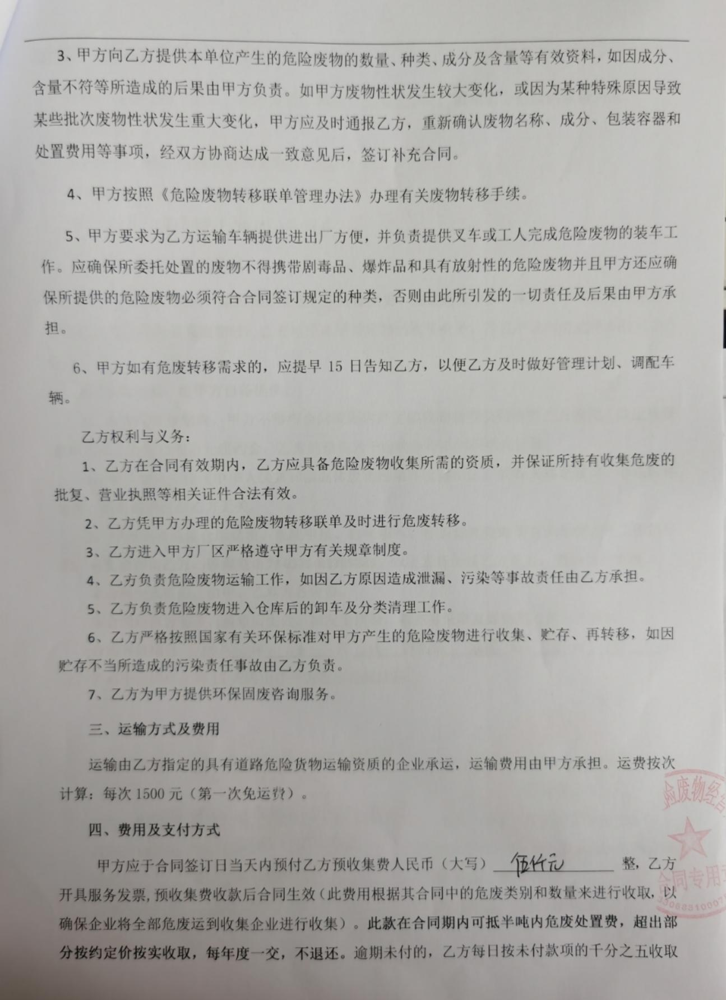 3、甲方向乙方提供本单位产生的危险废物的数量、种类、成分及含量等有效资料，如因成分、
含量不符等所造成的后果由甲方负责。如甲方废物性状发生较大变化，或因为某种特殊原因导致
某些批次废物性状发生重大变化，甲方应及时通报乙方，重新确认废物名称、成分、包装容器和
处置费用等事项，经双方协商达成一致意见后，签订补充合同。
4、甲方按照《危险废物转移联单管理办法》办理有关废物转移手续。
5、甲方要求为乙方运输车辆提供进出厂方便，并负责提供叉车或工人完成危险废物的装车工
作。应确保所委托处置的废物不得携带剧毒品、爆炸品和具有放射性的危险废物并且甲方还应确
保所提供的危险废物必须符合合同签订规定的种类，否则由此所引发的一切责任及后果由甲方承
担。
6、甲方如有危废转移需求的，应提早 15 日告知乙方，以便乙方及时做好管理计划、调配车
辆。
乙方权利与义务：
1、乙方在合同有效期内，乙方应具备危险废物收集所需的资质，并保证所持有收集危废的
批复、营业执照等相关证件合法有效。
2、乙方凭甲方办理的危险废物转移联单及时进行危废转移。
3、乙方进入甲方厂区严格遵守甲方有关规章制度。
4、乙方负责危险废物运输工作，如因乙方原因造成泄漏、污染等事故责任由乙方承担。
5、乙方负责危险废物进入仓库后的卸车及分类清理工作。
6、乙方严格按照国家有关环保标准对甲方产生的危险废物进行收集、贮存、再转移，如因
贮存不当所造成的污染责任事故由乙方负责。
7、乙方为甲方提供环保固废咨询服务。
三、运输方式及费用
运输由乙方指定的具有道路危险货物运输资质的企业承运，运输费用由甲方承担。运费按次
计算：每次 1500 元（第一次免运费）。
四、费用及支付方式
甲方应于合同签订日当天内预付乙方预收集费人民币（大写） 伍仟元 整，乙方
开具服务发票，预收集费收款后合同生效（此费用根据其合同中的危废类别和数量来进行收取，以
确保企业将全部危废运到收集企业进行收集）。此款在合同期内可抵半吨内危废处置费，超出部
分按约定价按实收取，每年度一交，不退还。逾期未付的，乙方每日按未付款项的千分之五收取
险废物经
合同专用